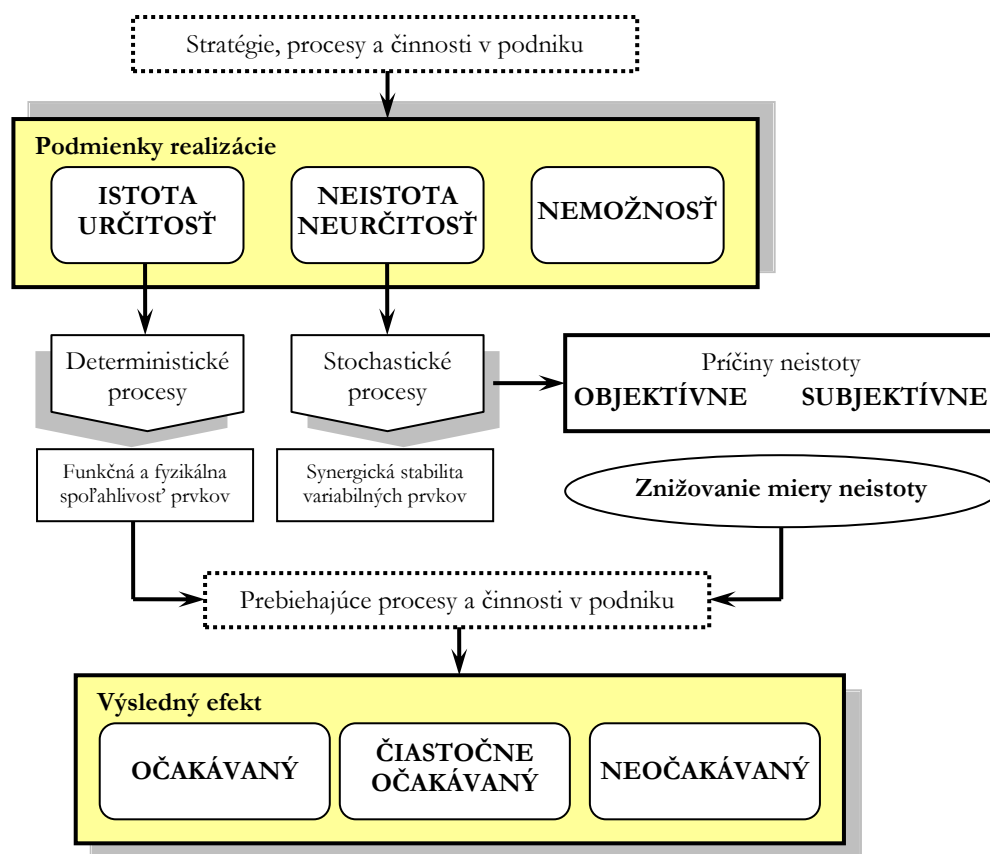 Stratégie, procesy a činnosti v podniku
Podmienky realizácie
ISTOTA
URČITOSŤ
NEISTOTA
NEURČITOSŤ
NEMOŽNOSŤ
Deterministické
procesy
Stochastické
procesy
Príčiny neistoty
OBJEKTÍVNE SUBJEKTÍVNE
Funkčná a fyzikálna
spoľahlivosť prvkov
Synergická stabilita
variabilných prvkov
Znižovanie miery neistoty
Prebiehajúce procesy a činnosti v podniku
Výsledný efekt
OČAKÁVANÝ
ČIASTOČNE
OČAKÁVANÝ
NEOČAKÁVANÝ